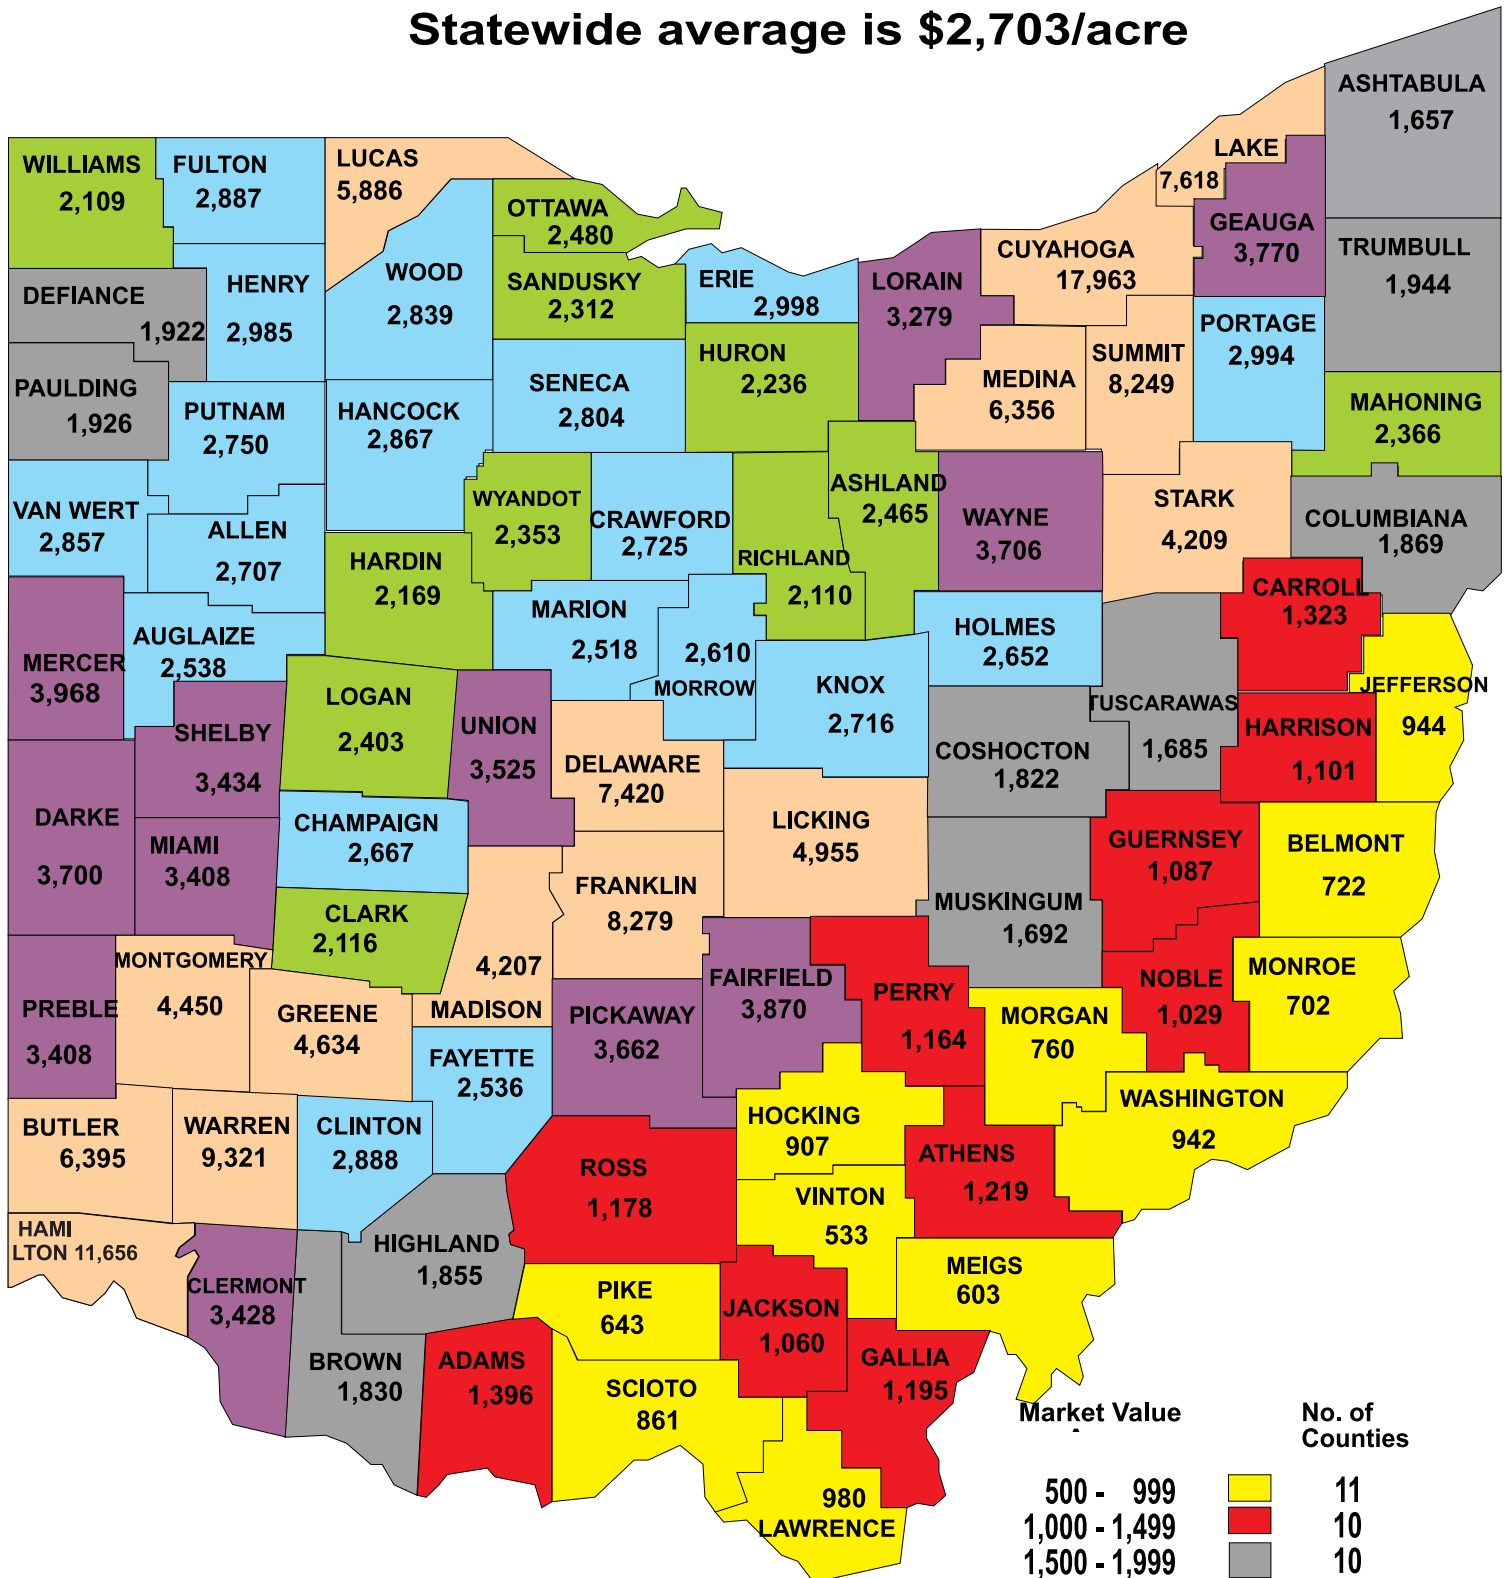 Statewide average is $2,703/acre
ASHTABULA
1,657
LAKE
7,618
WILLIAMS
2,109
FULTON
2,887
LUCAS
5,886
OTTAWA
2,480
GEAUGA
3,770
CUYAHOGA
17,963
TRUMBULL
1,944
DEFIANCE
1,922
HENRY
2,985
WOOD
2,839
SANDUSKY
2,312
ERIE
2,998
LORAIN
3,279
PORTAGE
2,994
PAULDING
1,926
PUTNAM
2,750
HANCOCK
2,867
SENECA
2,804
HURON
2,236
MEDINA
6,356
SUMMIT
8,249
MAHONING
2,366
VAN WERT
2,857
ALLEN
2,707
WYANDOT
2,353
CRAWFORD
2,725
RICHLAND
2,110
ASHLAND
2,465
WAYNE
3,706
STARK
4,209
COLUMBIANA
1,869
HARDIN
2,169
CARROLL
1,323
MERCER
3,968
AUGLAIZE
2,538
MARION
2,518
2,610
MORROW
HOLMES
2,652
LOGAN
2,403
UNION
3,525
KNOX
2,716
TUSCARAWAS
1,685
JEFFERSON
944
SHELBY
3,434
HARRISON
1,101
COSHOCTON
1,822
DELAWARE
7,420
DARKE
3,700
MIAMI
3,408
CHAMPAIGN
2,667
LICKING
4,955
GUERNSEY
1,087
BELMONT
722
CLARK
2,116
FRANKLIN
8,279
MUSKINGUM
1,692
PREBLE
3,408
MONTGOMERY
4,450
GREENE
4,634
4,207
MADISON
PICKAWAY
3,662
FAIRFIELD
3,870
PERRY
1,164
MORGAN
760
NOBLE
1,029
MONROE
702
FAYETTE
2,536
BUTLER
6,395
WARREN
9,321
CLINTON
2,888
HOCKING
907
WASHINGTON
942
ROSS
1,178
ATHENS
1,219
VINTON
533
HAMI
LTON 11,656
CLERMONT
3,428
HIGHLAND
1,855
PIKE
643
JACKSON
1,060
MEIGS
603
BROWN
1,830
ADAMS
1,396
SCIOTO
861
GALLIA
1,195
980
LAWRENCE
Market Value No. of
Counties
500 - 999 11
1,000 - 1,499 10
1,500 - 1,999 10